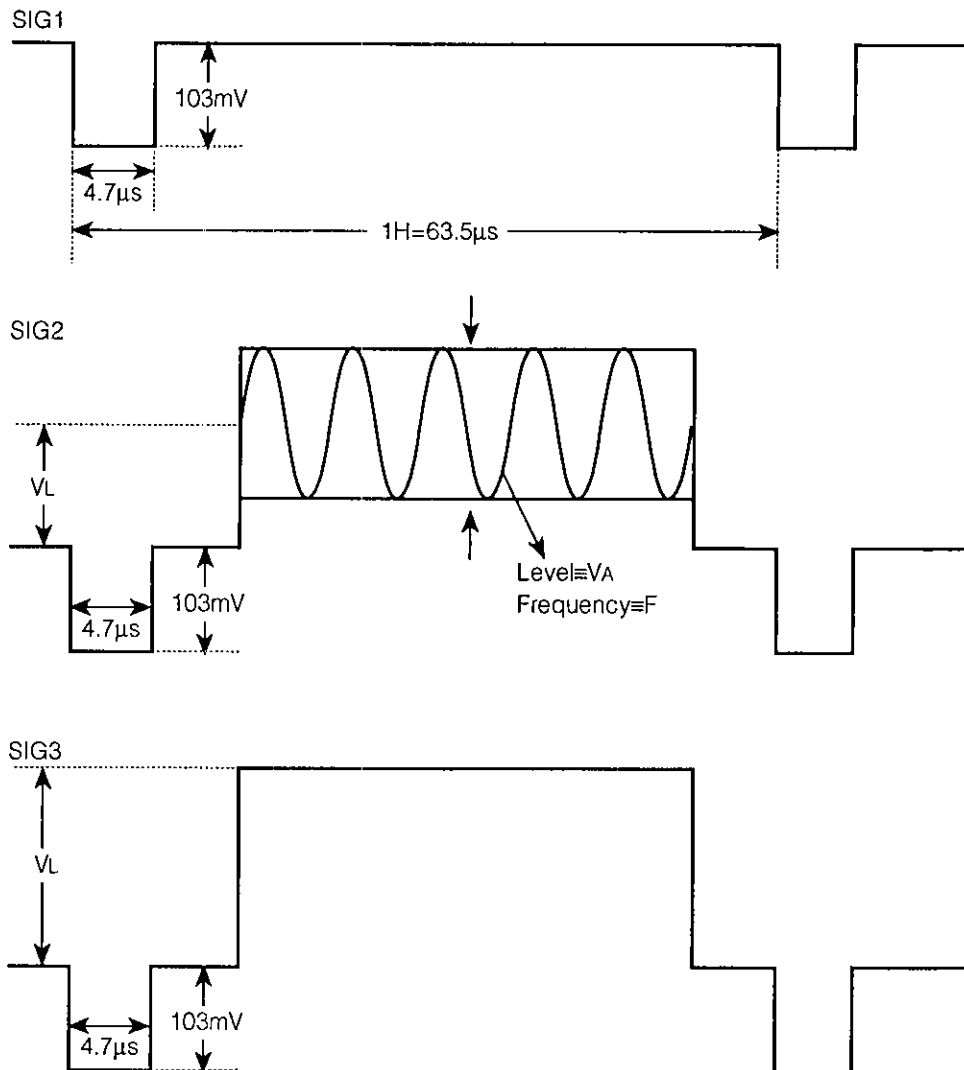 SIG1
103mV
4.7µs
1H=63.5µs
SIG2
VL
103mV
4.7µs
Level≡VA
Frequency≡F
SIG3
VL
103mV
4.7µs